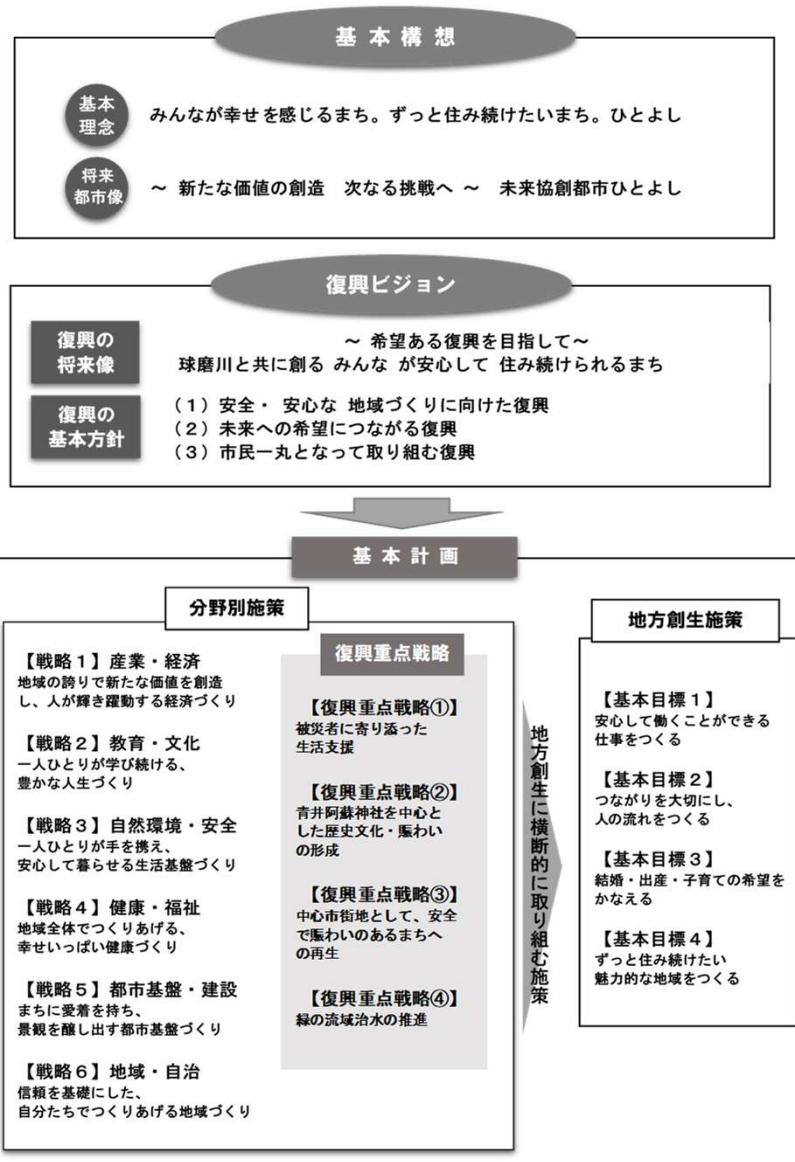 基本構想
基本
理念
みんなが幸せを感じるまち。ずっと住み続けたいまち。ひとよし
将来
都市像
～ 新たな価値の創造　次なる挑戦へ ～　未来協創都市ひとよし
復興ビジョン
復興の
将来像
～ 希望ある復興を目指して～
球磨川と共に創る みんな が安心して 住み続けられるまち
復興の
基本方針
（１）安全・ 安心な 地域づくりに向けた復興
（２）未来への希望につながる復興
（３）市民一丸となって取り組む復興
基本計画
分野別施策
【戦略１】産業・経済
地域の誇りで新たな価値を創造
し、人が輝き躍動する経済づくり
【戦略２】教育・文化
一人ひとりが学び続ける、
豊かな人生づくり
【戦略３】自然環境・安全
一人ひとりが手を携え、
安心して暮らせる生活基盤づくり
【戦略４】健康・福祉
地域全体でつくりあげる、
幸せいっぱい健康づくり
【戦略５】都市基盤・建設
まちに愛着を持ち、
景観を醸し出す都市基盤づくり
【戦略６】地域・自治
信頼を基礎にした、
自分たちでつくりあげる地域づくり
復興重点戦略
【復興重点戦略①】
被災者に寄り添った
生活支援
【復興重点戦略②】
青井阿蘇神社を中心と
した歴史文化・賑わい
の形成
【復興重点戦略③】
中心市街地として、安全
で賑わいのあるまちへ
の再生
【復興重点戦略④】
緑の流域治水の推進
地方創生に横断的に取り組む施策
地方創生施策
【基本目標１】
安心して働くことができる
仕事をつくる
【基本目標２】
つながりを大切にし、
人の流れをつくる
【基本目標３】
結婚・出産・子育ての希望を
かなえる
【基本目標４】
ずっと住み続けたい
魅力的な地域をつくる